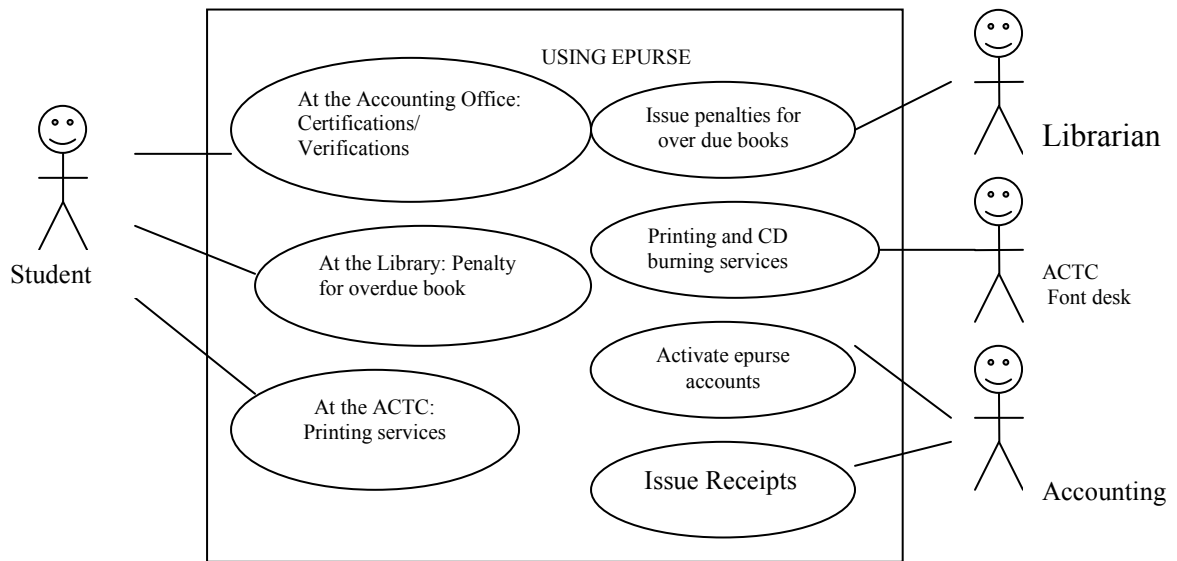 USING EPURSE
At the Accounting Office:
Certifications/
Verifications
Issue penalties for
over due books
Librarian
Student
At the Library: Penalty
for overdue book
Printing and CD
burning services
ACTC
Font desk
At the ACTC:
Printing services
Activate epurse
accounts
Issue Receipts
Accounting